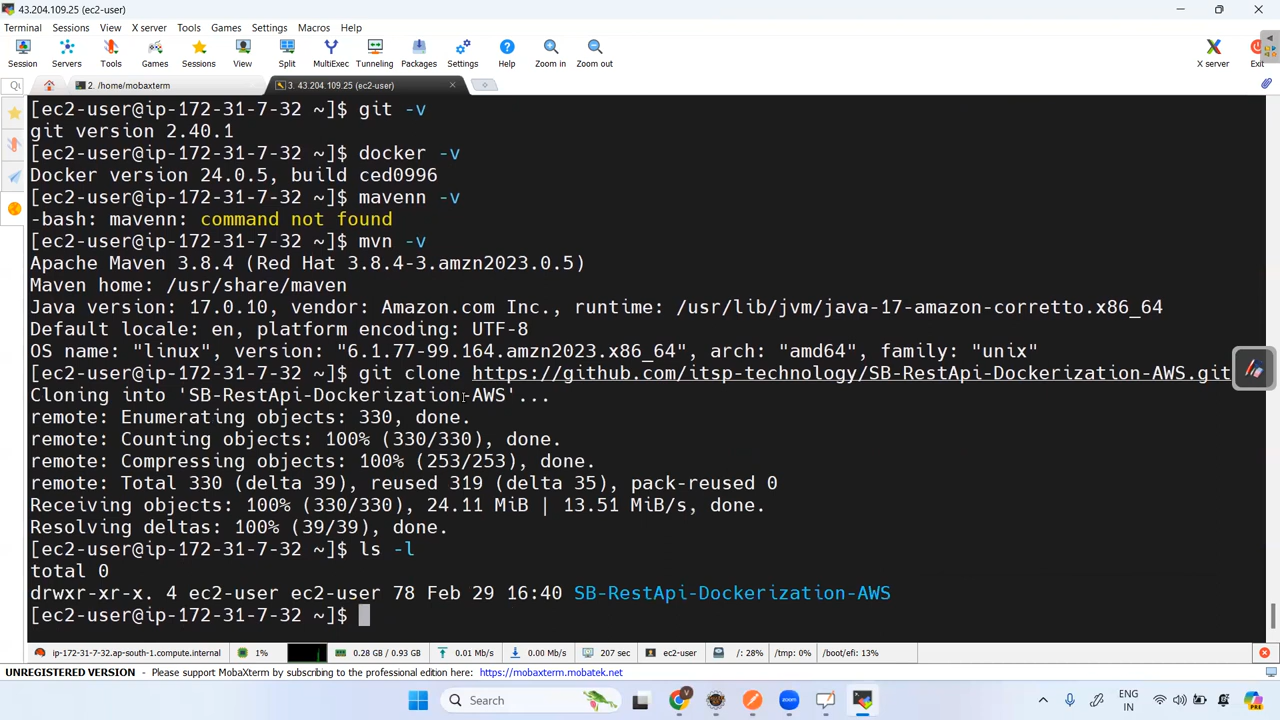 43.204.109.25 (ec2-user)
Terminal Sessions View X server Tools Games Settings Macros Help
Session Servers Tools Games Sessions View Split MultiExec Tunneling Packages Settings Help Zoom in Zoom out X server Exit
2. /home/mobaxterm 3. 43.204.109.25 (ec2-user)
[ec2-user@ip-172-31-7-32 ~]$ git -v
git version 2.40.1
[ec2-user@ip-172-31-7-32 ~]$ docker -v
Docker version 24.0.5, build ced0996
[ec2-user@ip-172-31-7-32 ~]$ mavenn -v
-bash: mavenn: command not found
[ec2-user@ip-172-31-7-32 ~]$ mvn -v
Apache Maven 3.8.4 (Red Hat 3.8.4-3.amzn2023.0.5)
Maven home: /usr/share/maven
Java version: 17.0.10, vendor: Amazon.com Inc., runtime: /usr/lib/jvm/java-17-amazon-corretto.x86_64
Default locale: en, platform encoding: UTF-8
OS name: "linux", version: "6.1.77-99.164.amzn2023.x86_64", arch: "amd64", family: "unix"
[ec2-user@ip-172-31-7-32 ~]$ git clone https://github.com/itsp-technology/SB-RestApi-Dockerization-AWS.git
Cloning into 'SB-RestApi-Dockerization-AWS'...
remote: Enumerating objects: 330, done.
remote: Counting objects: 100% (330/330), done.
remote: Compressing objects: 100% (253/253), done.
remote: Total 330 (delta 39), reused 319 (delta 35), pack-reused 0
Receiving objects: 100% (330/330), 24.11 MiB | 13.51 MiB/s, done.
Resolving deltas: 100% (39/39), done.
[ec2-user@ip-172-31-7-32 ~]$ ls -l
total 0
drwxr-xr-x. 4 ec2-user ec2-user 78 Feb 29 16:40 SB-RestApi-Dockerization-AWS
[ec2-user@ip-172-31-7-32 ~]$
ip-172-31-7-32.ap-south-1.compute.internal 1% 0.28 GB / 0.93 GB 0.01 Mb/s 0.00 Mb/s 207 sec ec2-user /: 28% /tmp: 0% /boot/efi: 13%
UNREGISTERED VERSION - Please support MobaXterm by subscribing to the professional edition here: https://mobaxterm.mobatek.net
Search ENG
IN